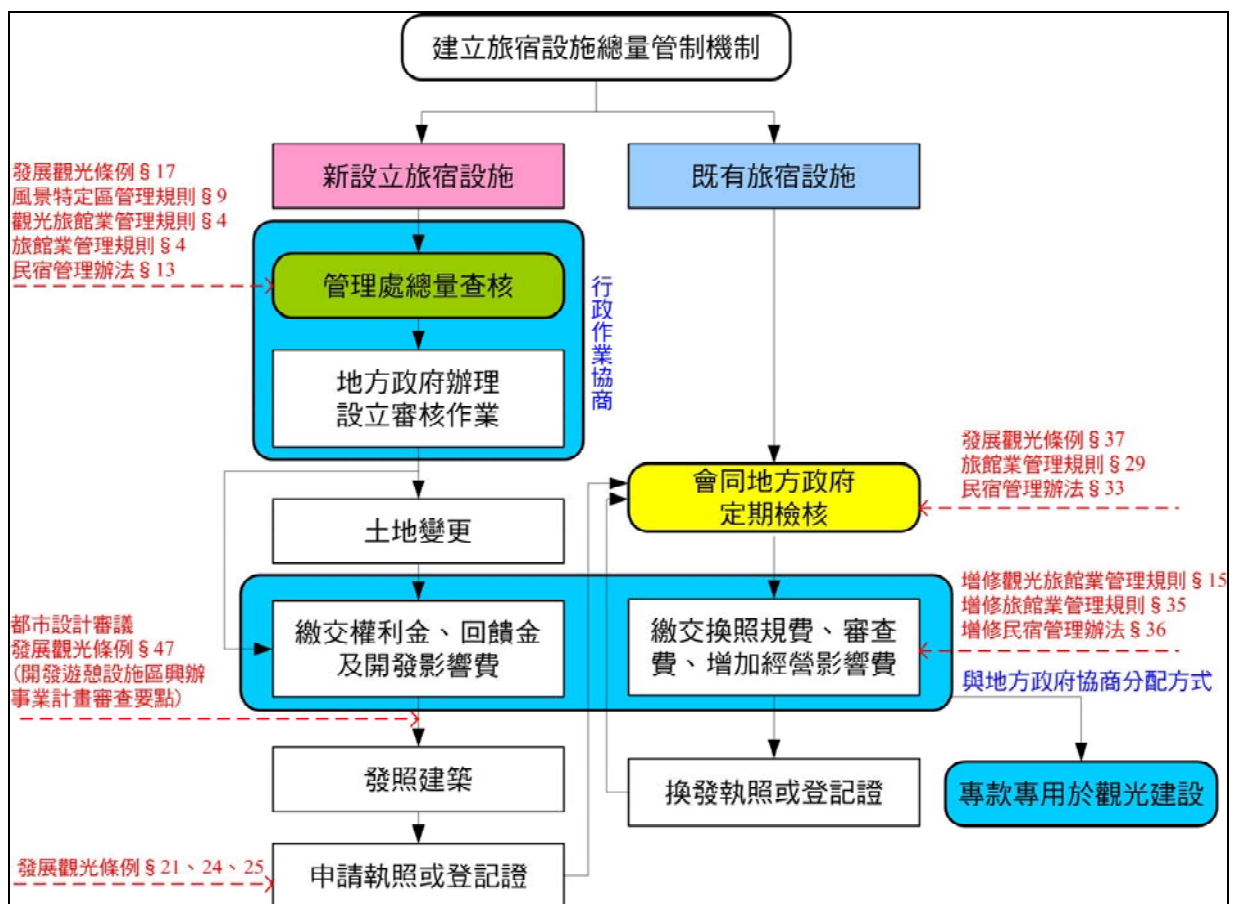 建立旅宿設施總量管制機制
新設立旅宿設施
既有旅宿設施
發展觀光條例§17
風景特定區管理規則§9
觀光旅館業管理規則§4
旅館業管理規則§4
民宿管理辦法§13
管理處總量查核
行政作業協商
地方政府辦理
設立審核作業
發展觀光條例§37
旅館業管理規則§29
民宿管理辦法§33
會同地方政府
定期檢核
土地變更
增修觀光旅館業管理規則§15
增修旅館業管理規則§35
增修民宿管理辦法§36
都市設計審議
發展觀光條例§47
(開發遊憩設施區興辦
事業計畫審查要點)
繳交權利金、回饋金
及開發影響費
繳交換照規費、審查
費、增加經營影響費
與地方政府協商分配方式
發照建築
換發執照或登記證
專款專用於觀光建設
發展觀光條例§21、24、25
申請執照或登記證